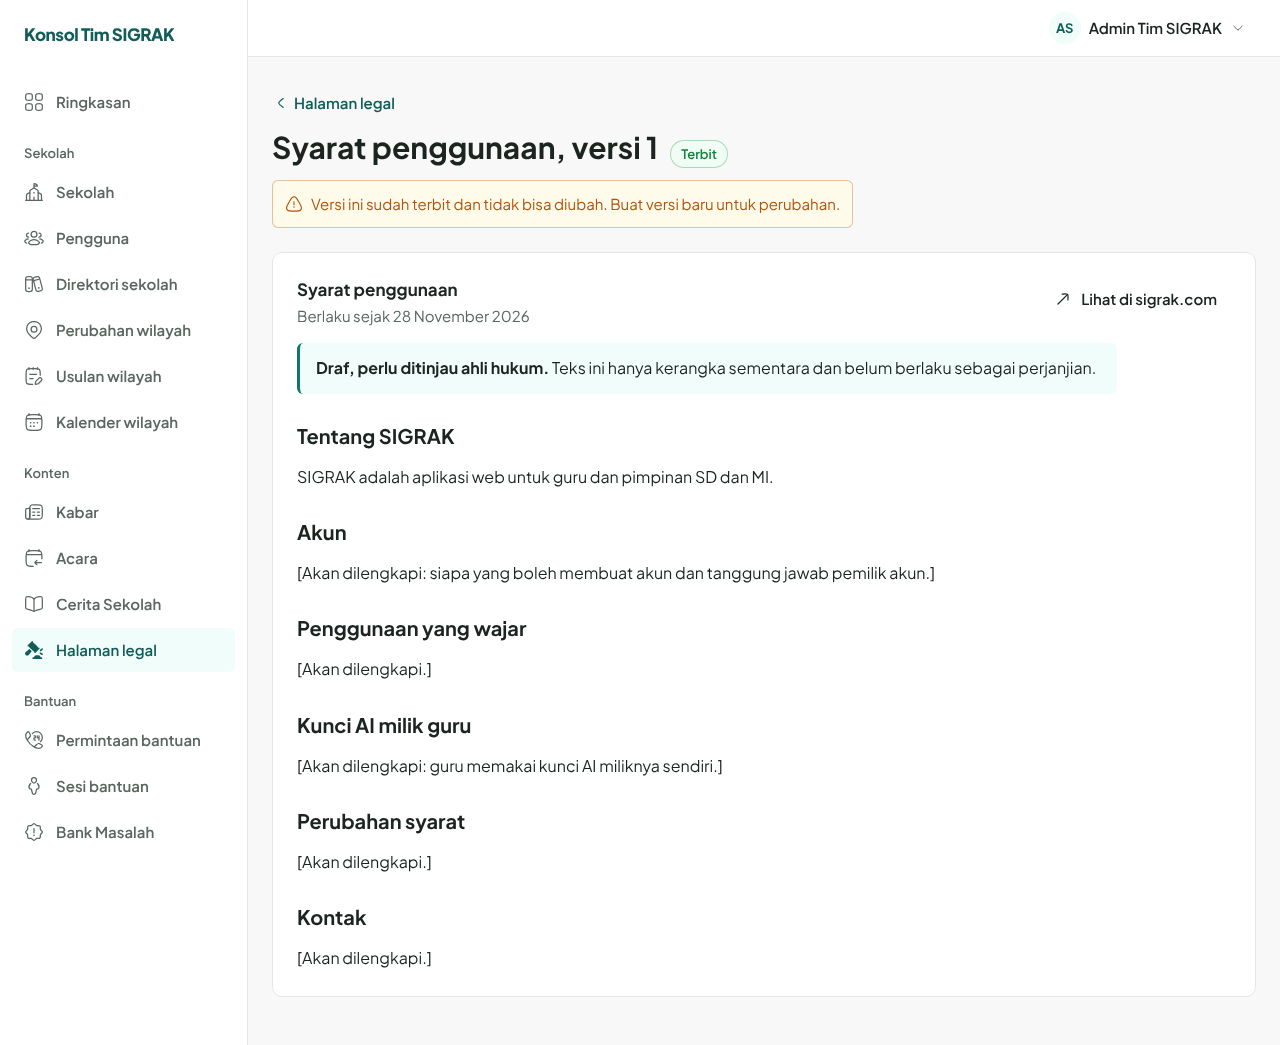 Konsol Tim SIGRAK
AS Admin Tim SIGRAK
Ringkasan
Sekolah
Sekolah
Pengguna
Direktori sekolah
Perubahan wilayah
Usulan wilayah
Kalender wilayah
Konten
Kabar
Acara
Cerita Sekolah
Halaman legal
Bantuan
Permintaan bantuan
Sesi bantuan
Bank Masalah
Halaman legal
Syarat penggunaan, versi 1 Terbit
Versi ini sudah terbit dan tidak bisa diubah. Buat versi baru untuk perubahan.
Syarat penggunaan
Berlaku sejak 28 November 2026
Lihat di sigrak.com
Draf, perlu ditinjau ahli hukum. Teks ini hanya kerangka sementara dan belum berlaku sebagai perjanjian.
Tentang SIGRAK
SIGRAK adalah aplikasi web untuk guru dan pimpinan SD dan MI.
Akun
[Akan dilengkapi: siapa yang boleh membuat akun dan tanggung jawab pemilik akun.]
Penggunaan yang wajar
[Akan dilengkapi.]
Kunci AI milik guru
[Akan dilengkapi: guru memakai kunci AI miliknya sendiri.]
Perubahan syarat
[Akan dilengkapi.]
Kontak
[Akan dilengkapi.]